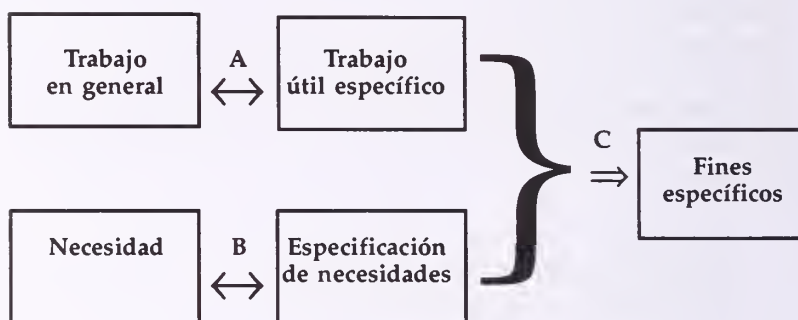 Trabajo
en general
A
Trabajo
útil específico
Necesidad
B
Especificación
de necesidades
C
Fines
específicos